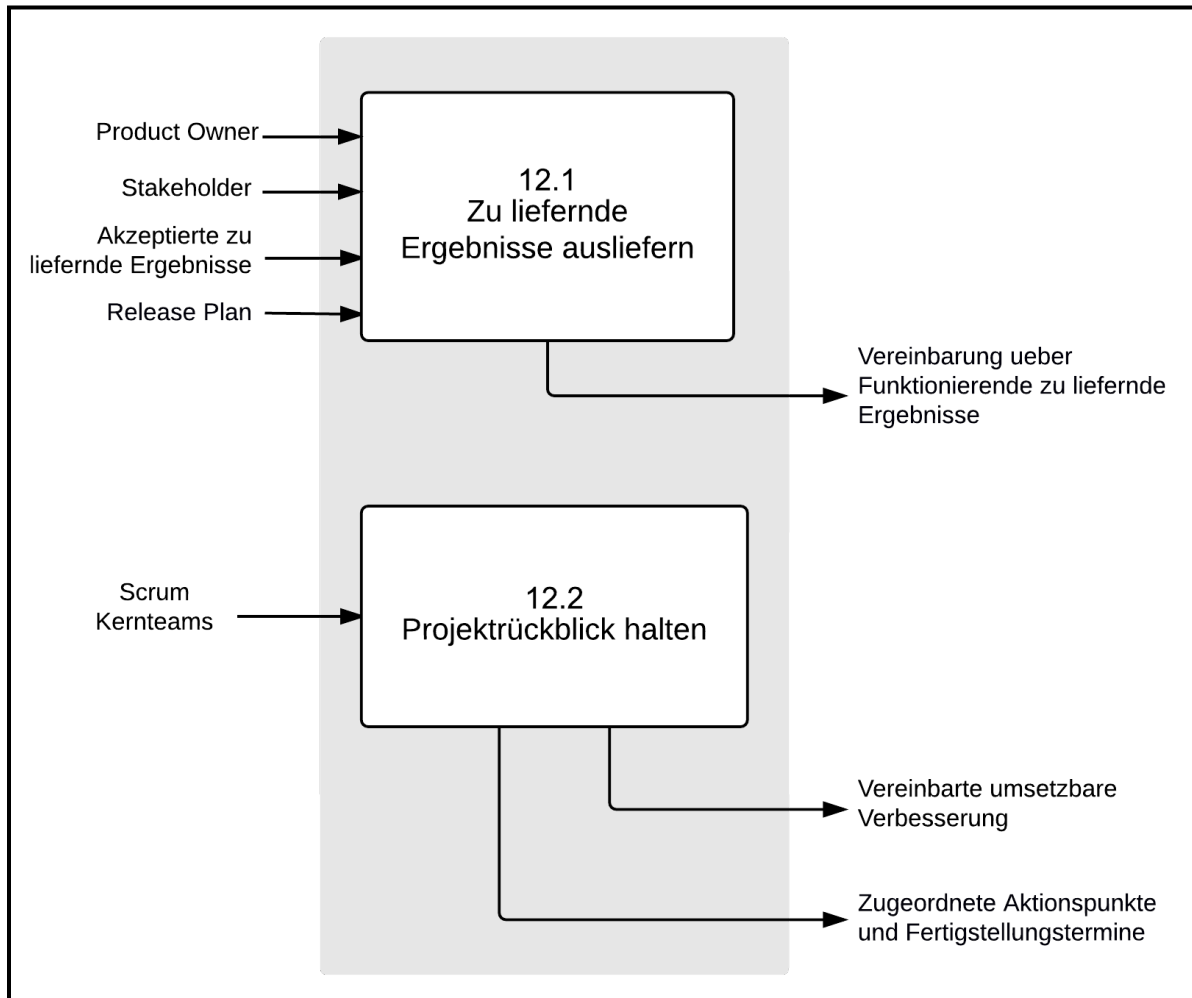 Product Owner
Stakeholder
Akzeptierte zu
liefernde Ergebnisse
Release Plan
12.1
Zu liefernde
Ergebnisse ausliefern
Vereinbarung ueber
Funktionierende zu liefernde
Ergebnisse
Scrum
Kernteams
12.2
Projektrückblick halten
Vereinbarte umsetzbare
Verbesserung
Zugeordnete Aktionspunkte
und Fertigstellungstermine